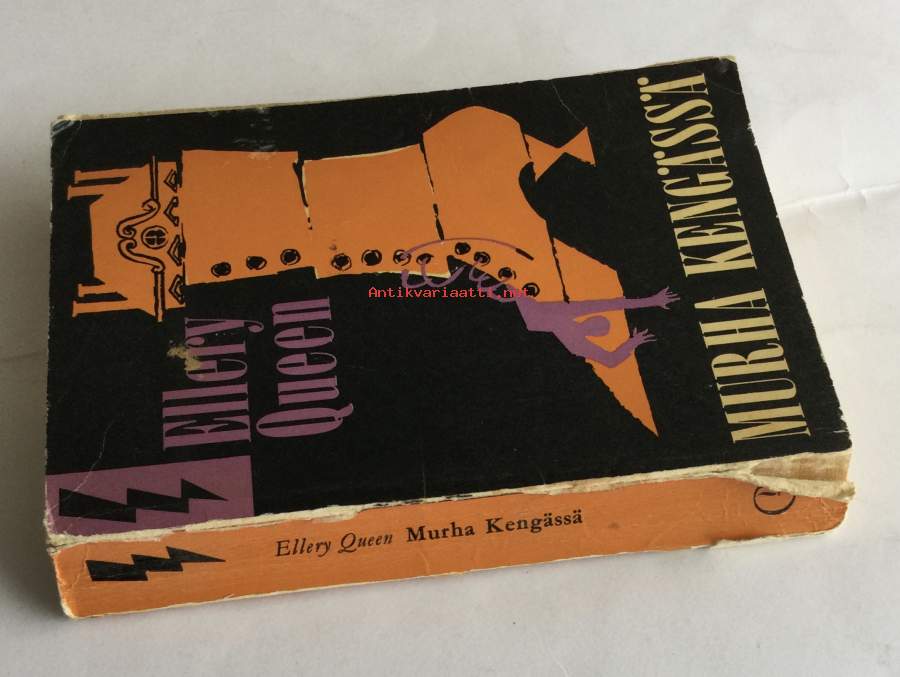 Ellery
Queen
MURHA KENGÄSSÄ
Antikvariaatti.net
Ellery Queen Murha Kengässä